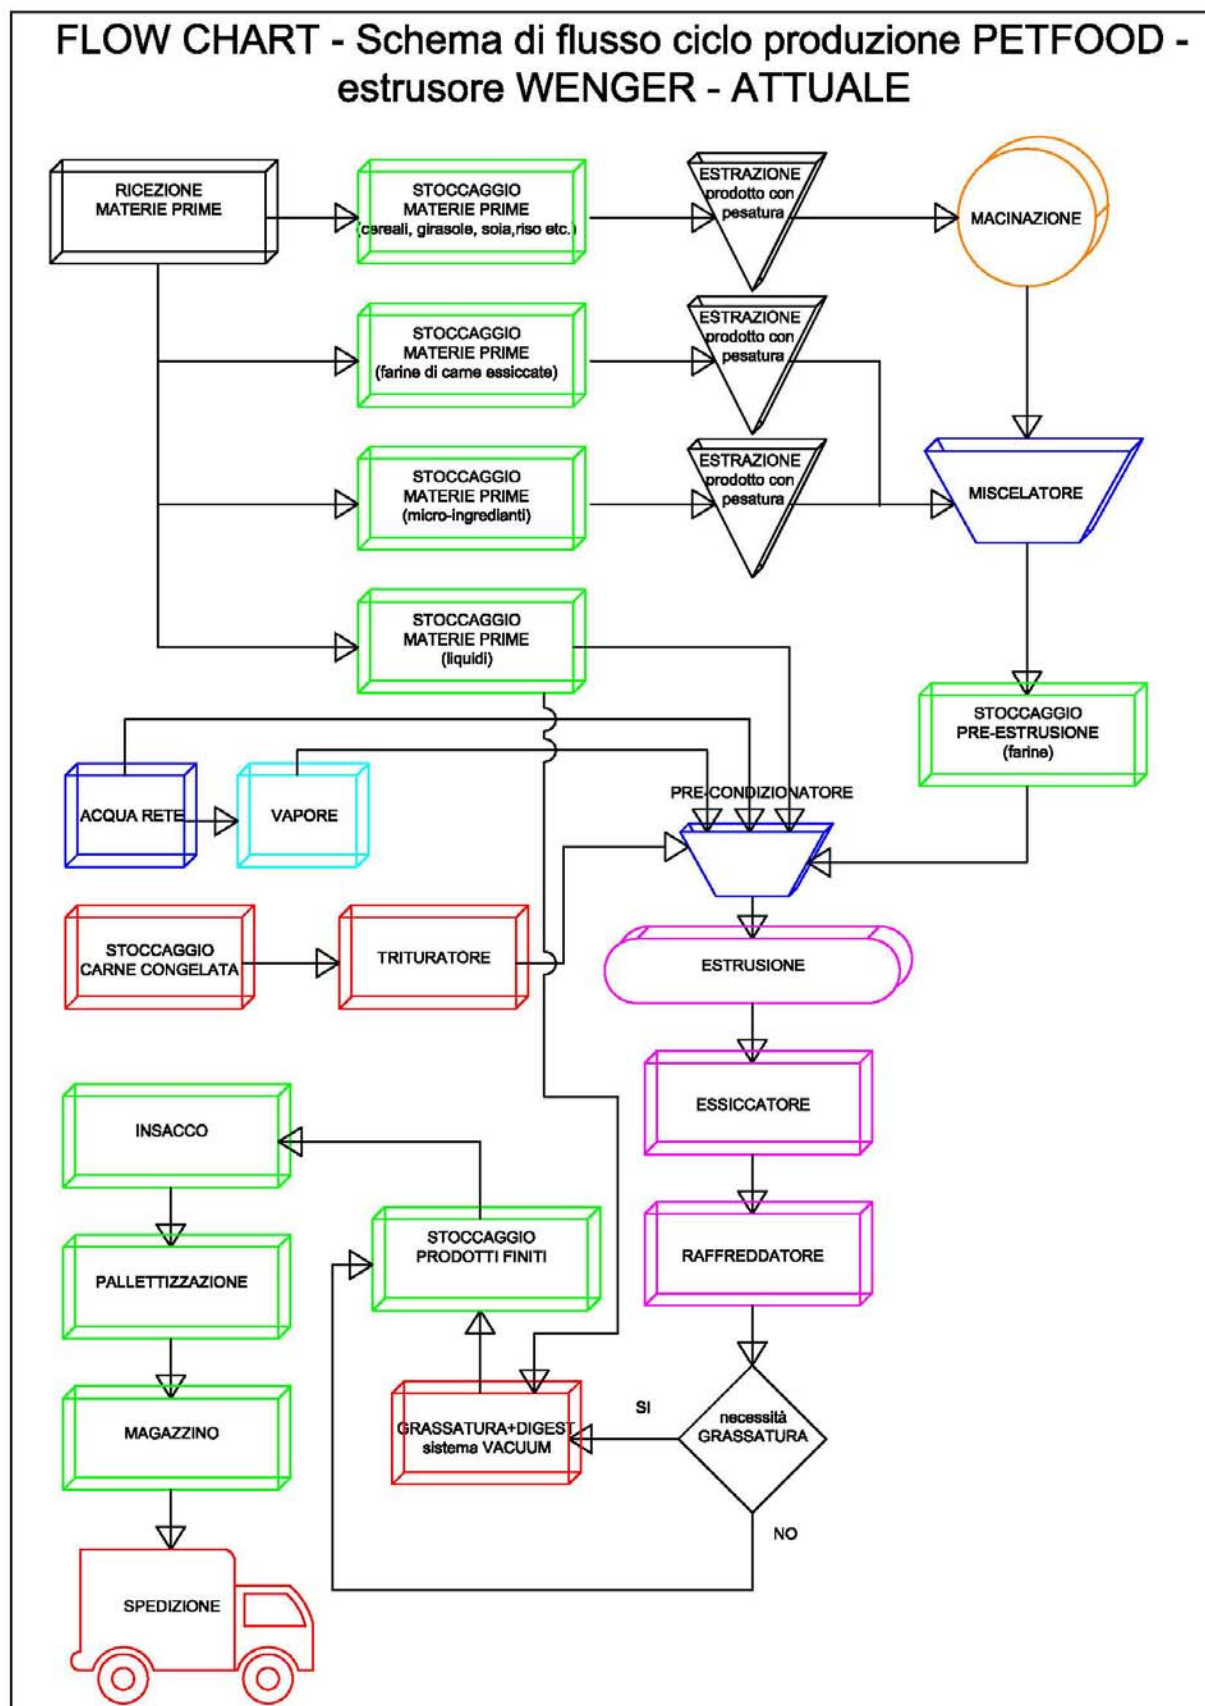 FLOW CHART - Schema di flusso ciclo produzione PETFOOD -
estrusore WENGER - ATTUALE
RICEZIONE
MATERIE PRIME
STOCCAGGIO
MATERIE PRIME
(cereali, girasole, soia,riso etc.)
ESTRAZIONE
prodotto con
pesatura
MACINAZIONE
STOCCAGGIO
MATERIE PRIME
(farine di carne essiccate)
ESTRAZIONE
prodotto con
pesatura
STOCCAGGIO
MATERIE PRIME
(micro-ingredianti)
ESTRAZIONE
prodotto con
pesatura
MISCELATORE
STOCCAGGIO
MATERIE PRIME
(liquidi)
STOCCAGGIO
PRE-ESTRUSIONE
(farine)
ACQUA RETE
VAPORE
PRE-CONDIZIONATORE
STOCCAGGIO
CARNE CONGELATA
TRITURATORE
ESTRUSIONE
ESSICCATORE
INSACCO
STOCCAGGIO
PRODOTTI FINITI
RAFFREDDATORE
PALLETTIZZAZIONE
SI
necessità
GRASSATURA
GRASSATURA+DIGEST
sistema VACUUM
MAGAZZINO
NO
SPEDIZIONE